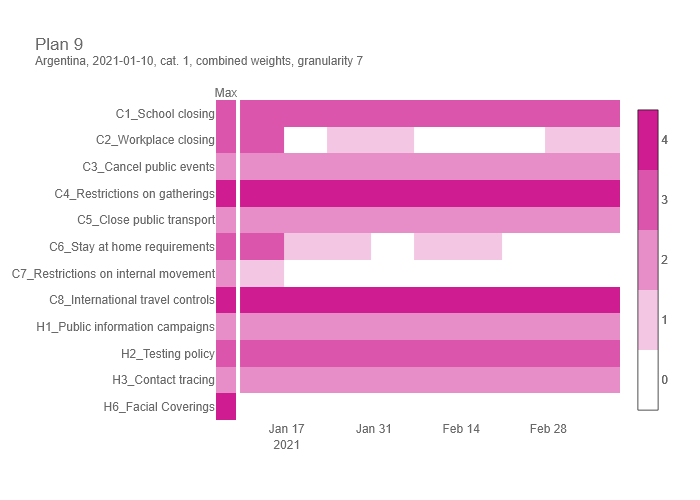 Plan 9
Argentina, 2021-01-10, cat. 1, combined weights, granularity 7
Max
C1_School closing
C2_Workplace closing
C3_Cancel public events
C4_Restrictions on gatherings
C5_Close public transport
C6_Stay at home requirements
C7_Restrictions on internal movement
C8_International travel controls
H1_Public information campaigns
H2_Testing policy
H3_Contact tracing
H6_Facial Coverings
Jan 17 Jan 31 Feb 14 Feb 28
2021
4
3
2
1
0